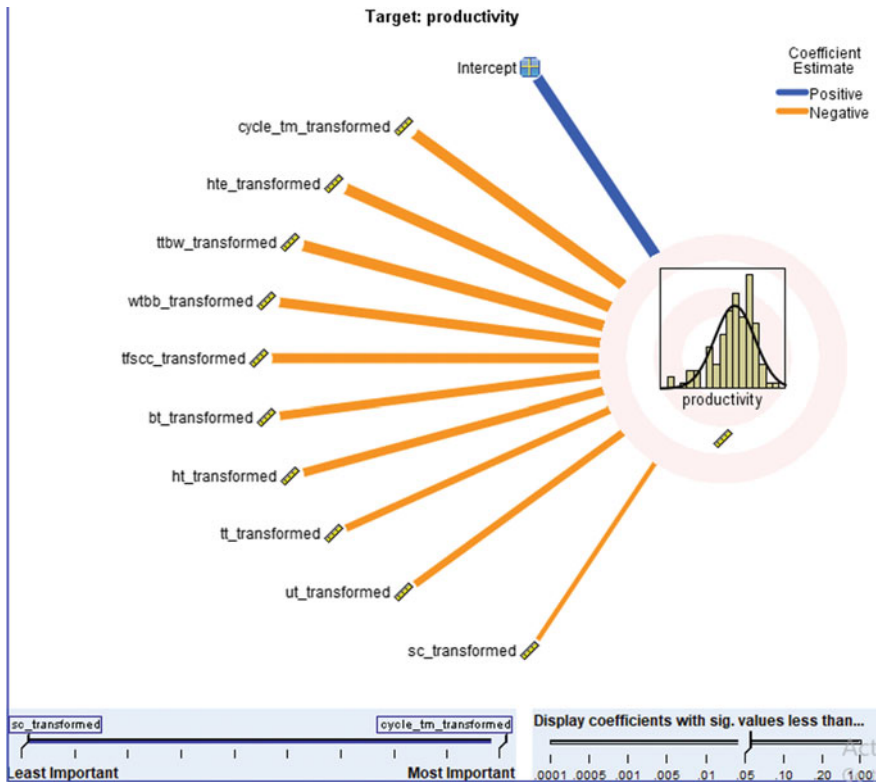 Target: productivity
Intercept
Coefficient
Estimate
Positive
Negative
cycle_tm_transformed
hte_transformed
ttbw_transformed
wtbb_transformed
tfscc_transformed
bt_transformed
ht_transformed
tt_transformed
ut_transformed
sc_transformed
productivity
sc_transformed cycle_tm_transformed
Least Important Most Important
Display coefficients with sig. values less than...
.0001 .0005 .001 .005 .01 .05 .10 .20 1.00